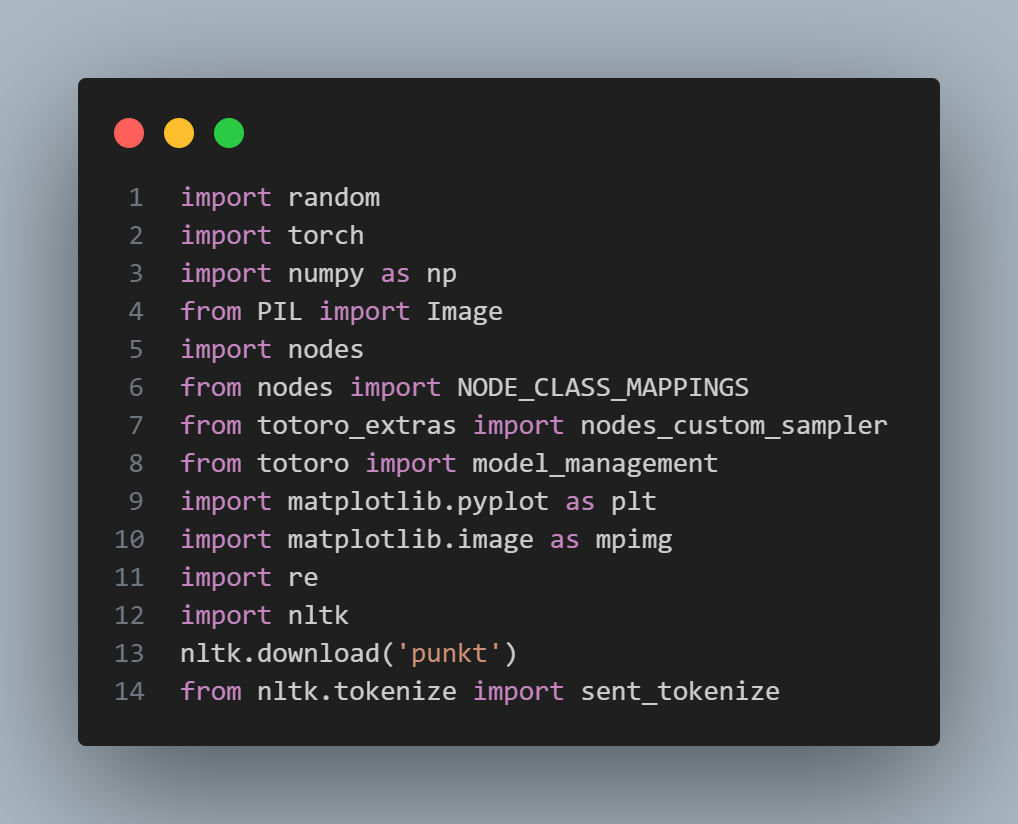 1 import random
2 import torch
3 import numpy as np
4 from PIL import Image
5 import nodes
6 from nodes import NODE_CLASS_MAPPINGS
7 from totoro_extras import nodes_custom_sampler
8 from totoro import model_management
9 import matplotlib.pyplot as plt
10 import matplotlib.image as mpimg
11 import re
12 import nltk
13 nltk.download('punkt')
14 from nltk.tokenize import sent_tokenize